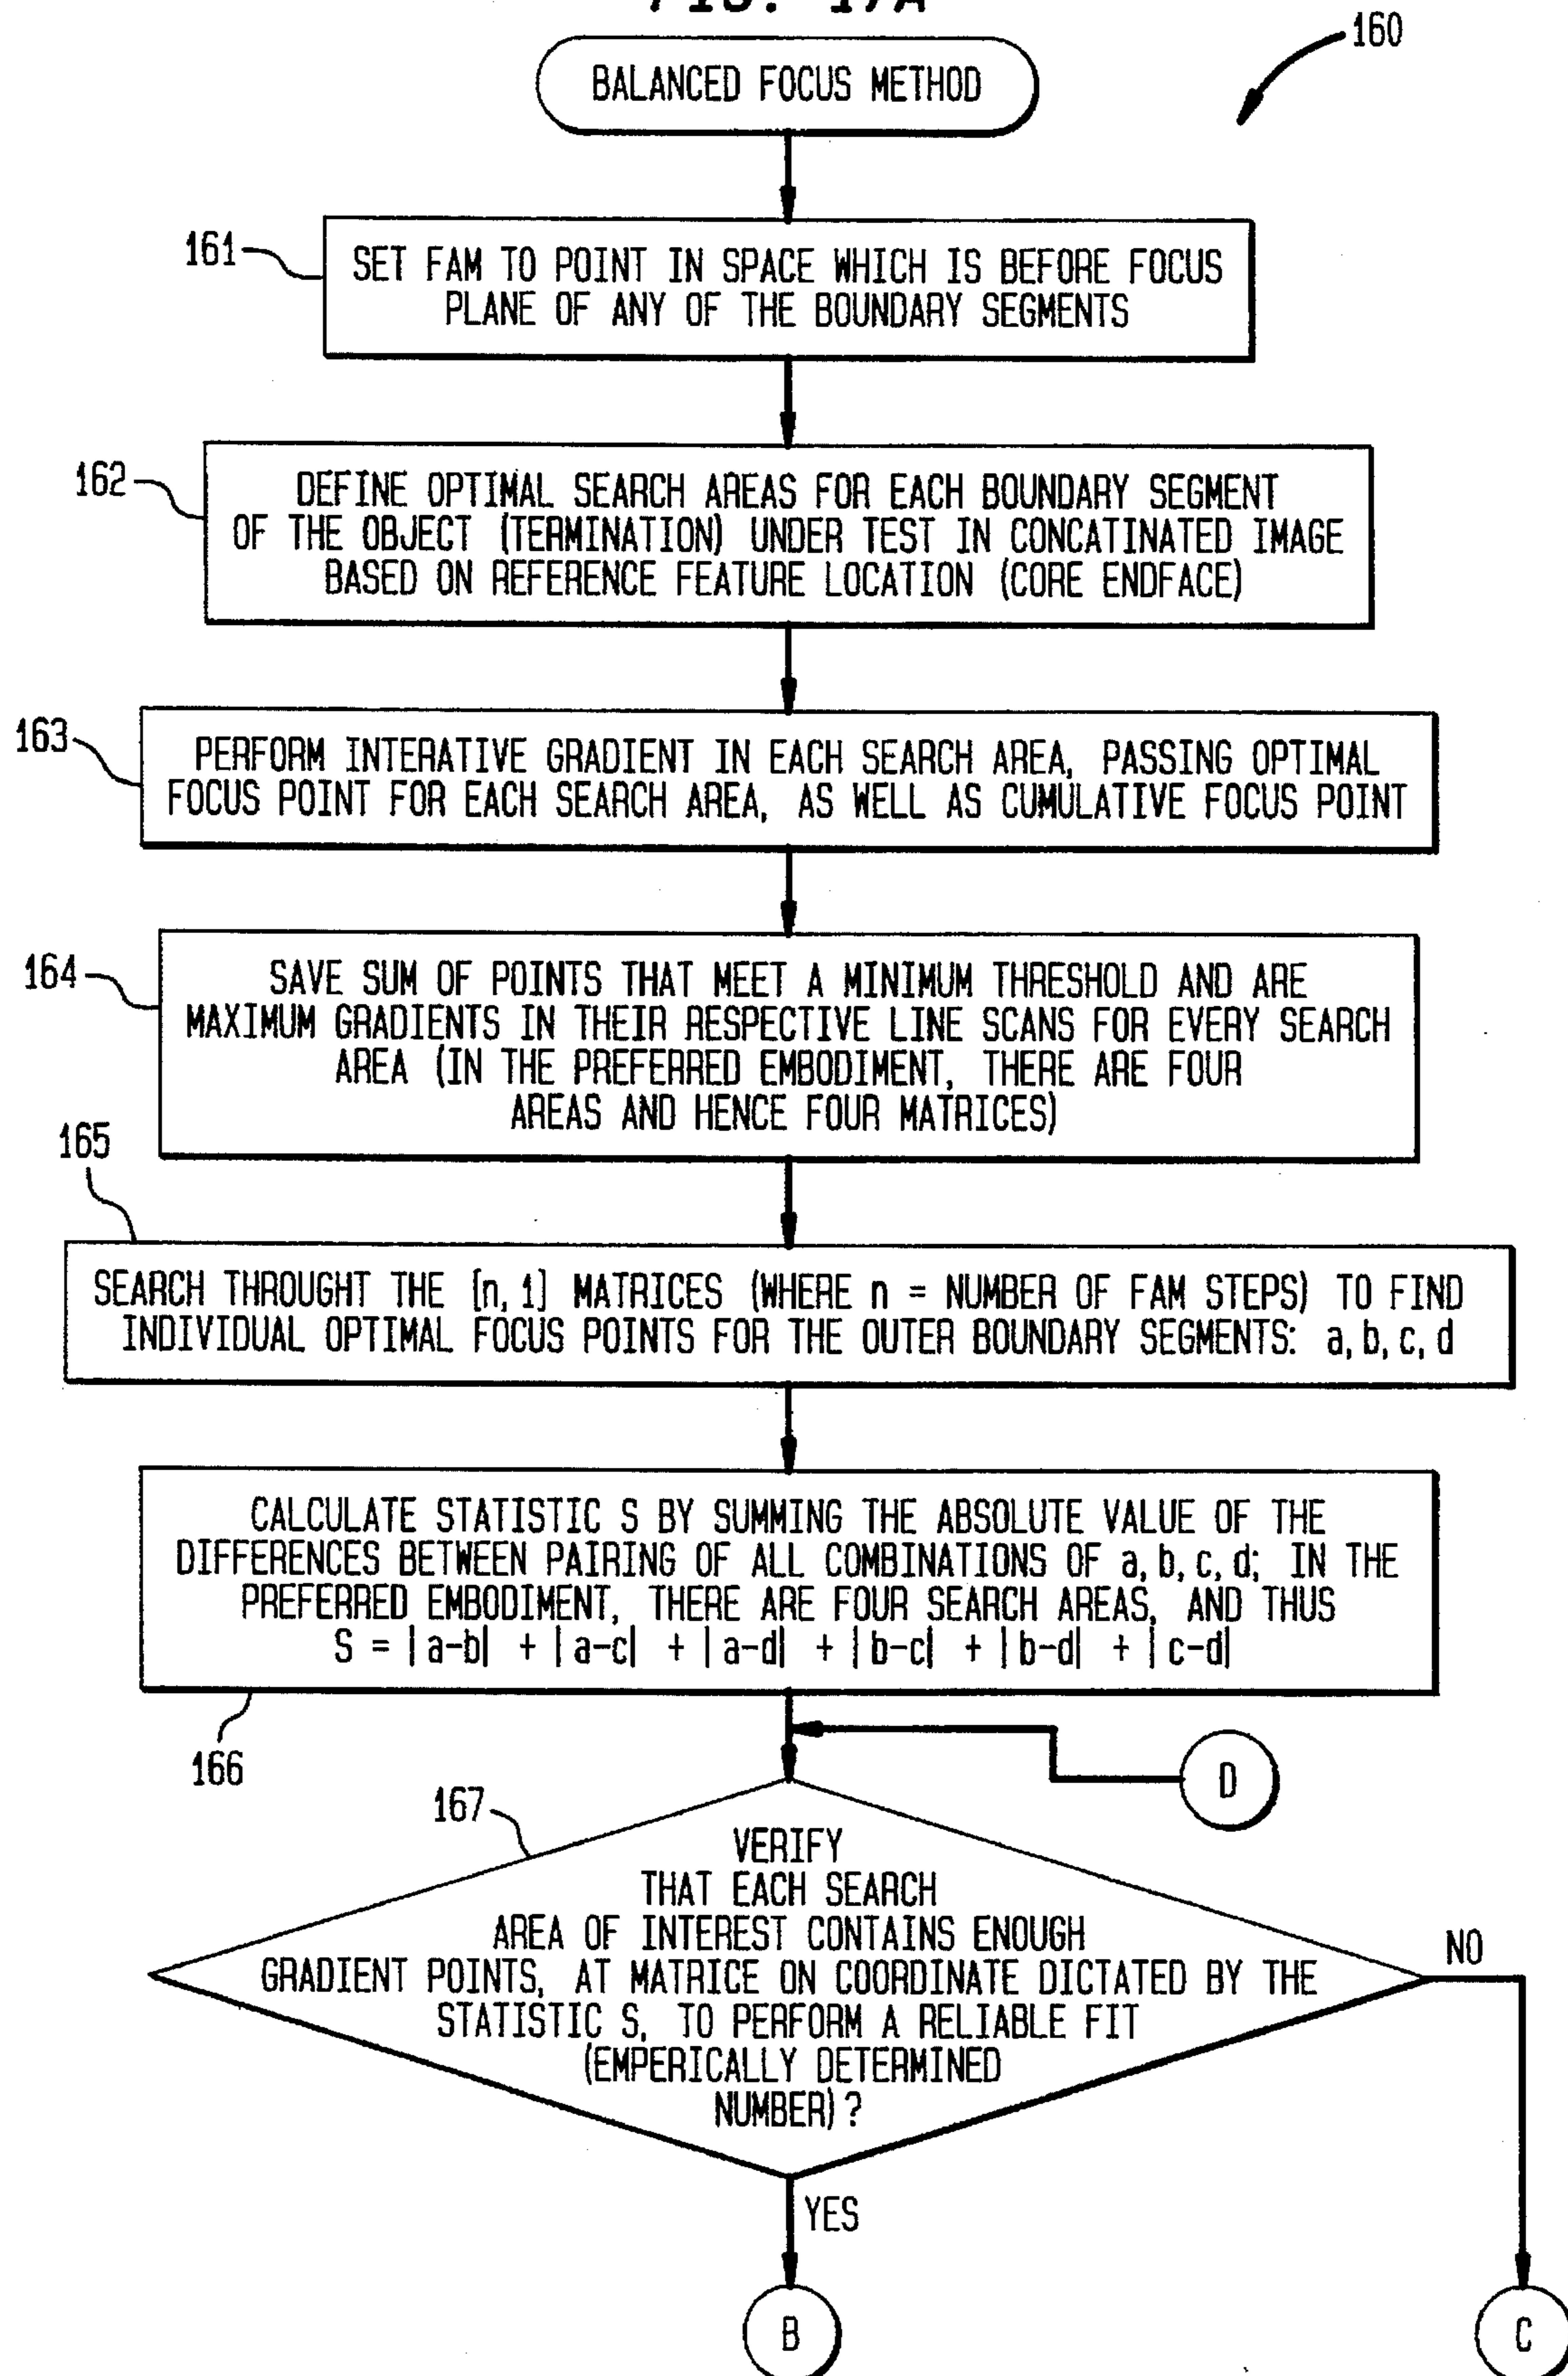 FIG. 17A
160
BALANCED FOCUS METHOD
161
SET FAM TO POINT IN SPACE WHICH IS BEFORE FOCUS
PLANE OF ANY OF THE BOUNDARY SEGMENTS
162
DEFINE OPTIMAL SEARCH AREAS FOR EACH BOUNDARY SEGMENT
OF THE OBJECT (TERMINATION) UNDER TEST IN CONCATINATED IMAGE
BASED ON REFERENCE FEATURE LOCATION (CORE ENDFACE)
163
PERFORM INTERATIVE GRADIENT IN EACH SEARCH AREA, PASSING OPTIMAL
FOCUS POINT FOR EACH SEARCH AREA, AS WELL AS CUMULATIVE FOCUS POINT
164
SAVE SUM OF POINTS THAT MEET A MINIMUM THRESHOLD AND ARE
MAXIMUM GRADIENTS IN THEIR RESPECTIVE LINE SCANS FOR EVERY SEARCH
AREA (IN THE PREFERRED EMBODIMENT, THERE ARE FOUR
AREAS AND HENCE FOUR MATRICES)
165
SEARCH THROUGHT THE [n, 1] MATRICES (WHERE n = NUMBER OF FAM STEPS) TO FIND
INDIVIDUAL OPTIMAL FOCUS POINTS FOR THE OUTER BOUNDARY SEGMENTS: a, b, c, d
CALCULATE STATISTIC S BY SUMMING THE ABSOLUTE VALUE OF THE
DIFFERENCES BETWEEN PAIRING OF ALL COMBINATIONS OF a, b, c, d; IN THE
PREFERRED EMBODIMENT, THERE ARE FOUR SEARCH AREAS, AND THUS
S = |a-b| + |a-c| + |a-d| + |b-c| + |b-d| + |c-d|
166
D
167
VERIFY
THAT EACH SEARCH
AREA OF INTEREST CONTAINS ENOUGH
GRADIENT POINTS, AT MATRICE ON COORDINATE DICTATED BY THE
STATISTIC S, TO PERFORM A RELIABLE FIT
(EMPERICALLY DETERMINED
NUMBER)?
NO
YES
B
C